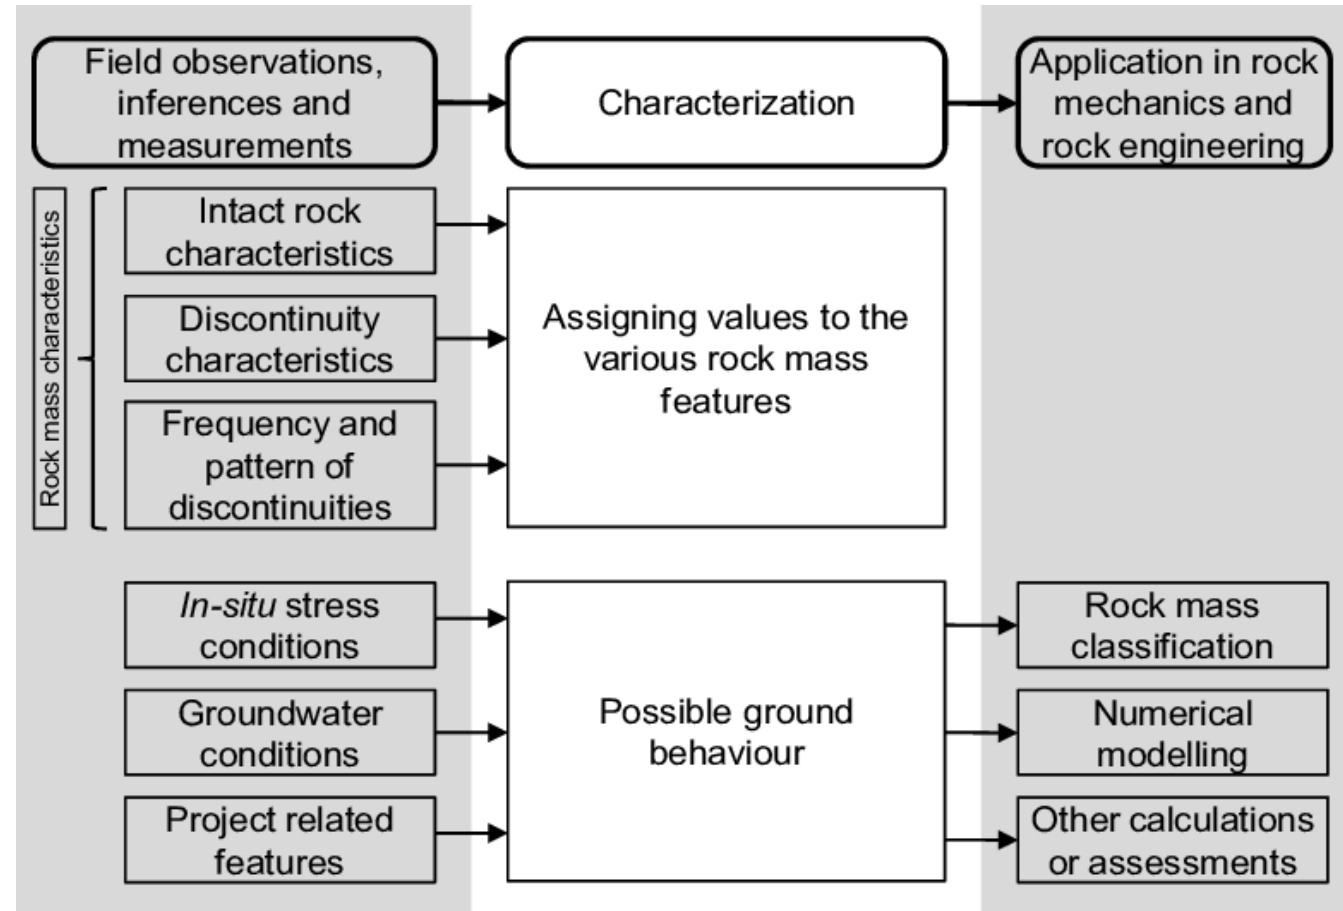 Field observations,
inferences and
measurements
Characterization
Application in rock
mechanics and
rock engineering
Rock mass characteristics
Intact rock
characteristics
Discontinuity
characteristics
Frequency and
pattern of
discontinuities
Assigning values to the
various rock mass
features
In-situ stress
conditions
Groundwater
conditions
Project related
features
Possible ground
behaviour
Rock mass
classification
Numerical
modelling
Other calculations
or assessments